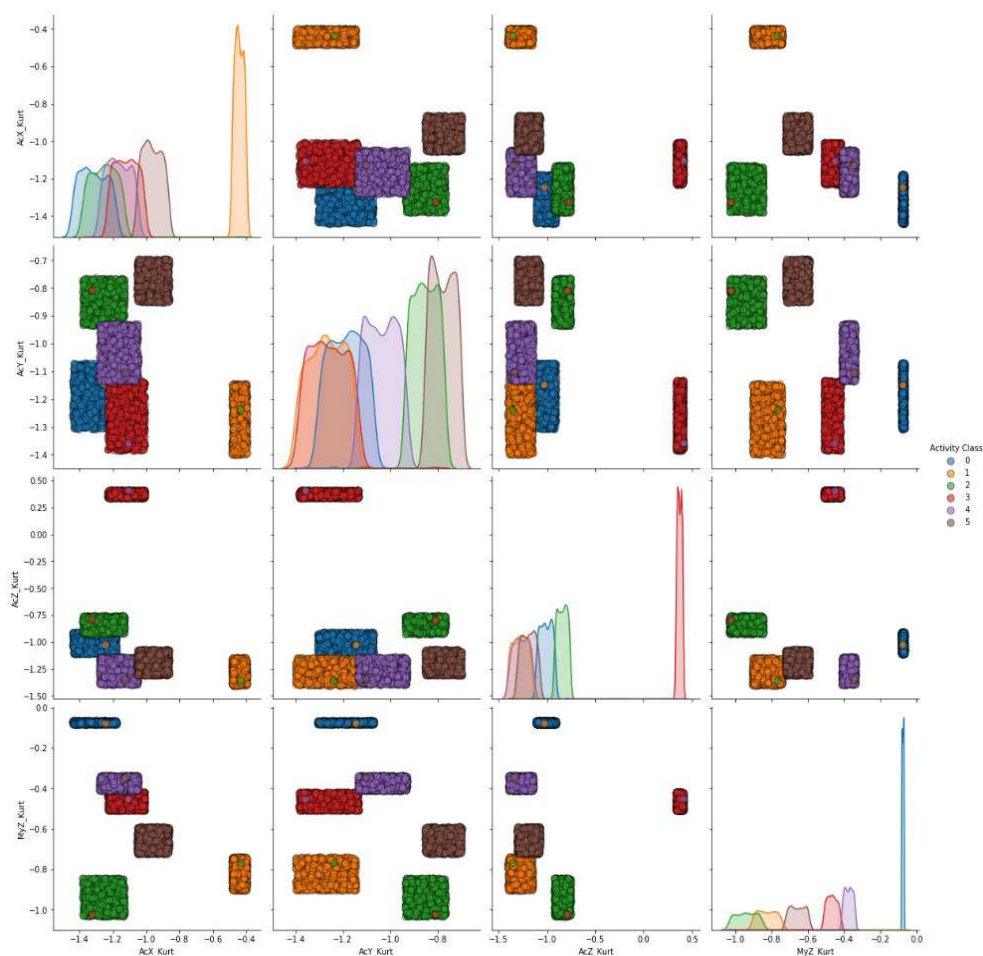 −0.4
−0.6
−0.8
−1.0
−1.2
−1.4
AcX_Kurt
−0.7
−0.8
−0.9
−1.0
−1.1
−1.2
−1.3
−1.4
AcY_Kurt
Activity Class
0
1
2
3
4
5
0.50
0.25
0.00
−0.25
−0.50
−0.75
−1.00
−1.25
−1.50
AcZ_Kurt
0.0
−0.2
−0.4
−0.6
−0.8
−1.0
MyZ_Kurt
−1.4 −1.2 −1.0 −0.8 −0.6 −0.4
−1.4 −1.2 −1.0 −0.8
−1.5 −1.0 −0.5 0.0 0.5
−1.0 −0.8 −0.6 −0.4 −0.2 0.0
AcX_Kurt
AcY_Kurt
AcZ_Kurt
MyZ_Kurt